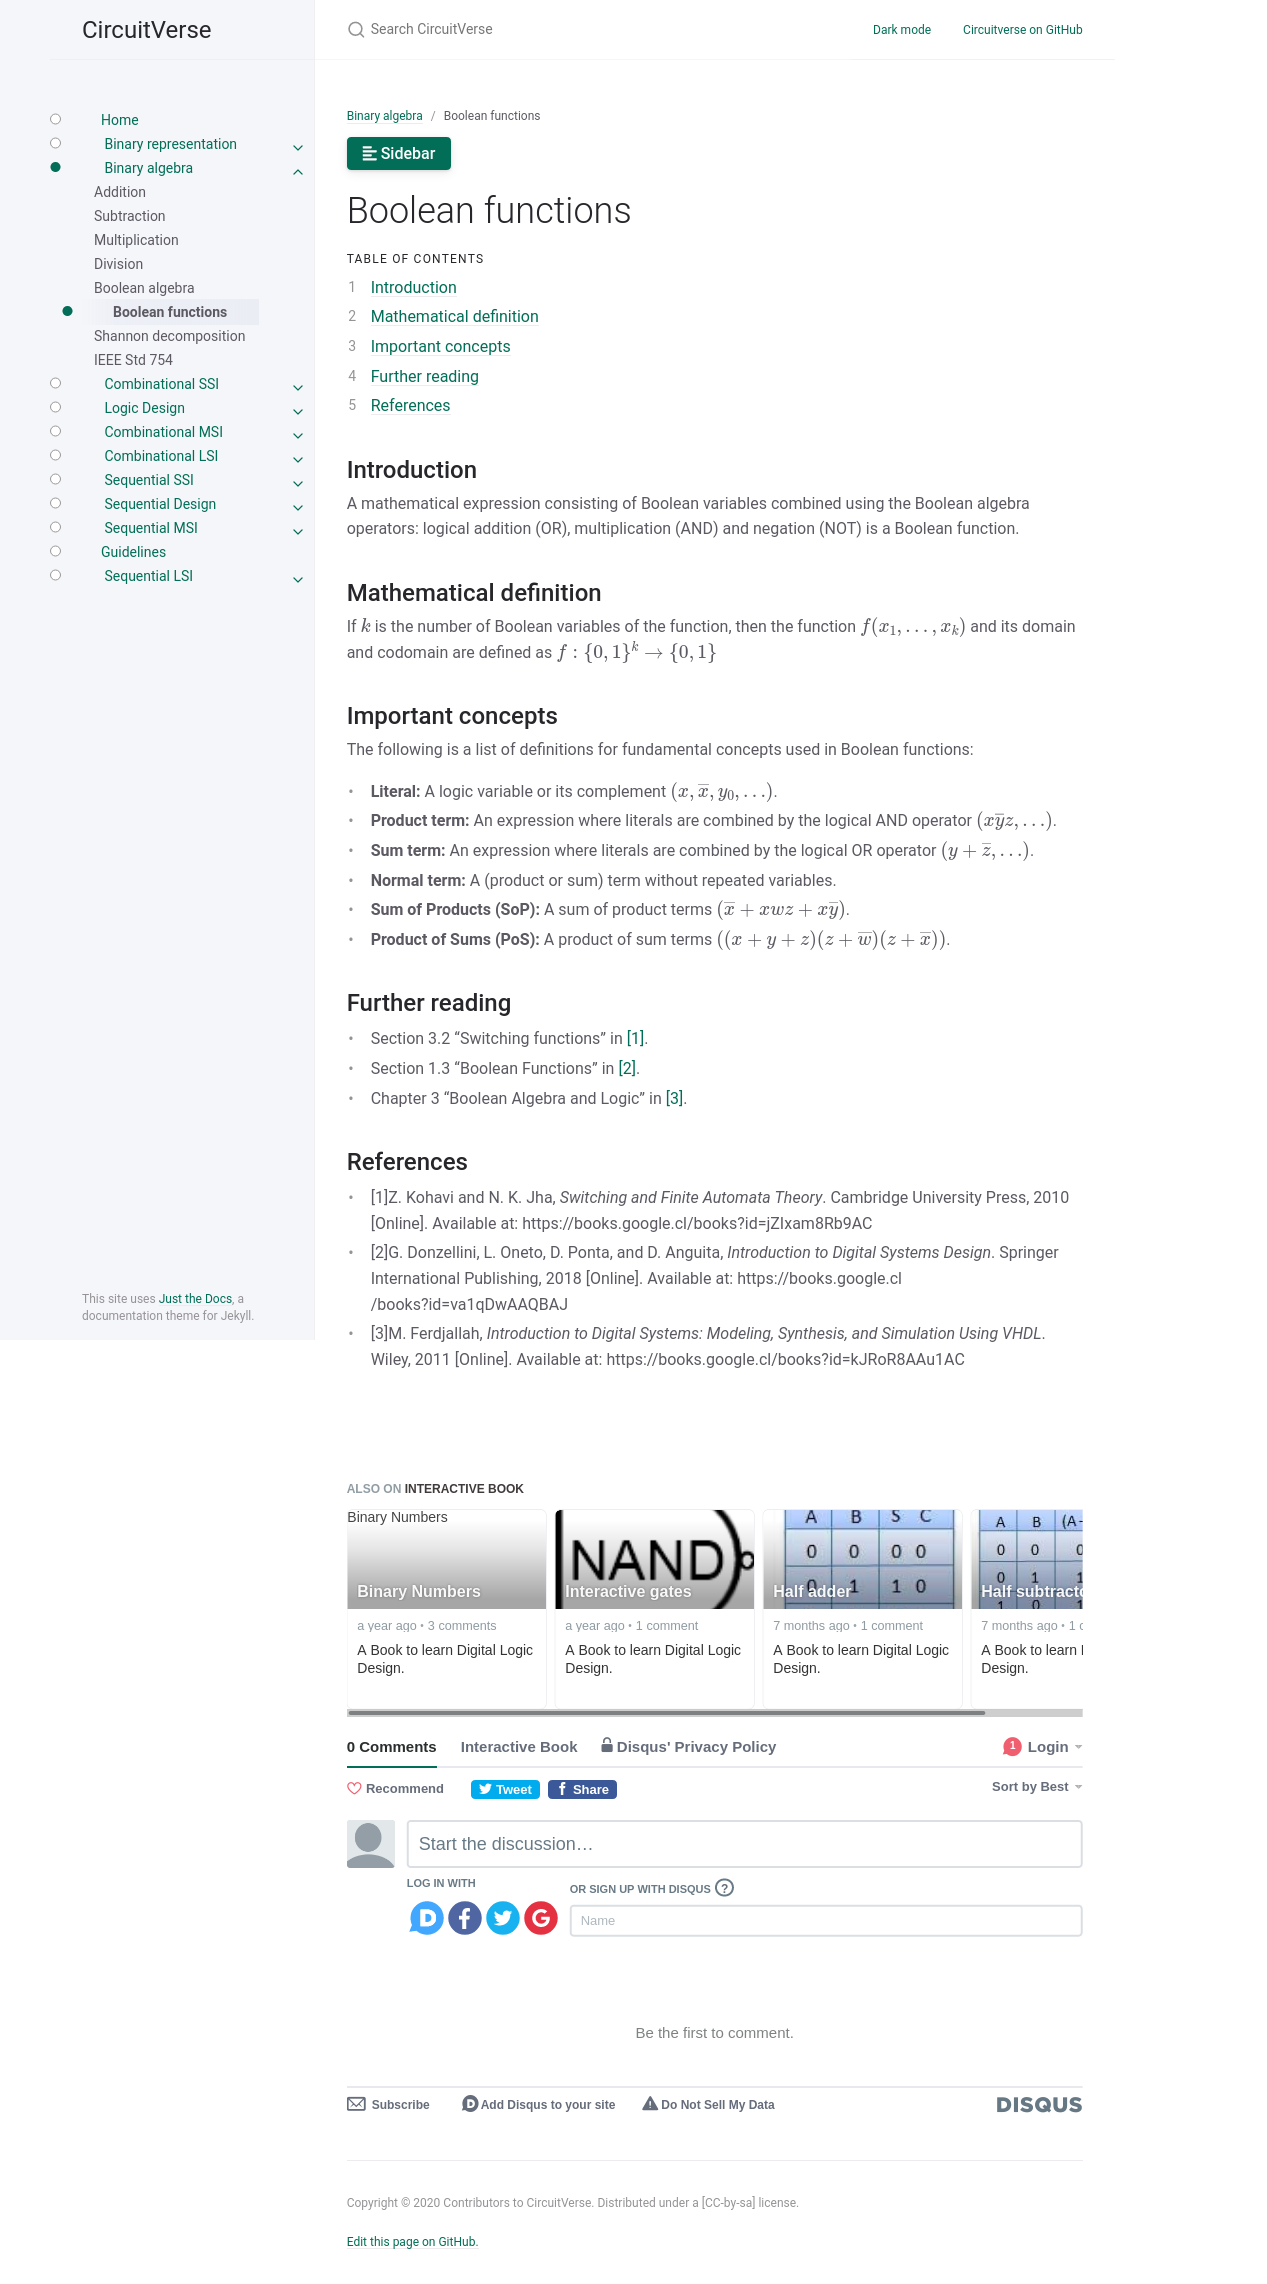 CircuitVerse
Search CircuitVerse
Dark mode
Circuitverse on GitHub
Home
Binary representation
Binary algebra
Addition
Subtraction
Multiplication
Division
Boolean algebra
Boolean functions
Shannon decomposition
IEEE Std 754
Combinational SSI
Logic Design
Combinational MSI
Combinational LSI
Sequential SSI
Sequential Design
Sequential MSI
Guidelines
Sequential LSI
This site uses Just the Docs, a
documentation theme for Jekyll.
Binary algebra / Boolean functions
Sidebar
Boolean functions
TABLE OF CONTENTS
1 Introduction
2 Mathematical definition
3 Important concepts
4 Further reading
5 References
Introduction
A mathematical expression consisting of Boolean variables combined using the Boolean algebra
operators: logical addition (OR), multiplication (AND) and negation (NOT) is a Boolean function.
Mathematical definition
If k is the number of Boolean variables of the function, then the function f(x₁, . . . , xₖ) and its domain
and codomain are defined as f : {0, 1}ᵏ → {0, 1}
Important concepts
The following is a list of definitions for fundamental concepts used in Boolean functions:
• Literal: A logic variable or its complement (x, x̅, y₀, . . .).
• Product term: An expression where literals are combined by the logical AND operator (xy̅z, . . .).
• Sum term: An expression where literals are combined by the logical OR operator (y + z̅, . . .).
• Normal term: A (product or sum) term without repeated variables.
• Sum of Products (SoP): A sum of product terms (x̅ + xwz + xy̅).
• Product of Sums (PoS): A product of sum terms ((x + y + z)(z + w̅)(z + x̅)).
Further reading
• Section 3.2 “Switching functions” in [1].
• Section 1.3 “Boolean Functions” in [2].
• Chapter 3 “Boolean Algebra and Logic” in [3].
References
• [1]Z. Kohavi and N. K. Jha, Switching and Finite Automata Theory. Cambridge University Press, 2010
[Online]. Available at: https://books.google.cl/books?id=jZIxam8Rb9AC
• [2]G. Donzellini, L. Oneto, D. Ponta, and D. Anguita, Introduction to Digital Systems Design. Springer
International Publishing, 2018 [Online]. Available at: https://books.google.cl
/books?id=va1qDwAAQBAJ
• [3]M. Ferdjallah, Introduction to Digital Systems: Modeling, Synthesis, and Simulation Using VHDL.
Wiley, 2011 [Online]. Available at: https://books.google.cl/books?id=kJRoR8AAu1AC
ALSO ON INTERACTIVE BOOK
Binary Numbers
Binary Numbers
a year ago • 3 comments
A Book to learn Digital Logic
Design.
NAND
Interactive gates
a year ago • 1 comment
A Book to learn Digital Logic
Design.
A B S C
0 0 0 0
0 1 1 0
Half adder
7 months ago • 1 comment
A Book to learn Digital Logic
Design.
A B (A -
0 0 0
0 1 1
1 0 1
Half subtracto
7 months ago • 1 c
A Book to learn
Design.
0 Comments
Interactive Book
Disqus' Privacy Policy
1
Login
Recommend
Tweet
Share
Sort by Best
Start the discussion…
LOG IN WITH
OR SIGN UP WITH DISQUS ?
Name
Be the first to comment.
Subscribe
Add Disqus to your site
Do Not Sell My Data
DISQUS
Copyright © 2020 Contributors to CircuitVerse. Distributed under a [CC-by-sa] license.
Edit this page on GitHub.